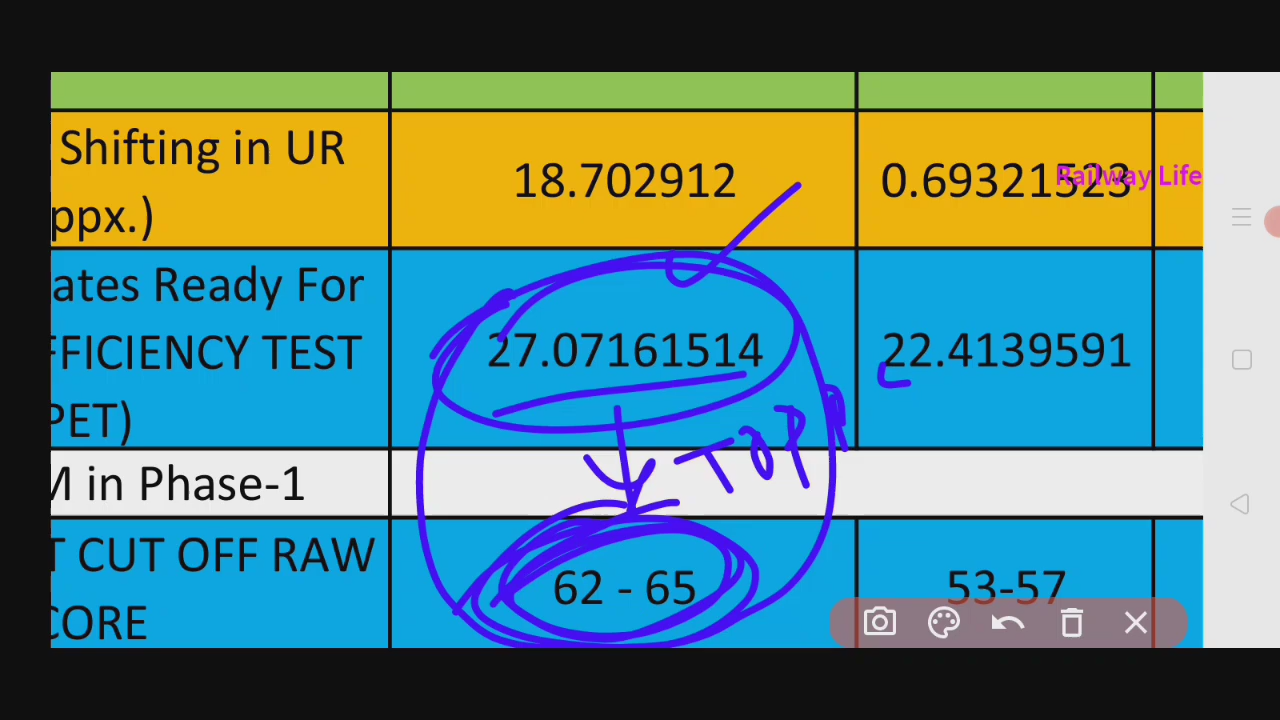 Shifting in UR
ppx.)
18.702912
0.69321523
Railway Life
ates Ready For
FFICIENCY TEST
PET)
27.07161514
22.4139591
TOP
M in Phase-1
T CUT OFF RAW
CORE
62 - 65
53-57